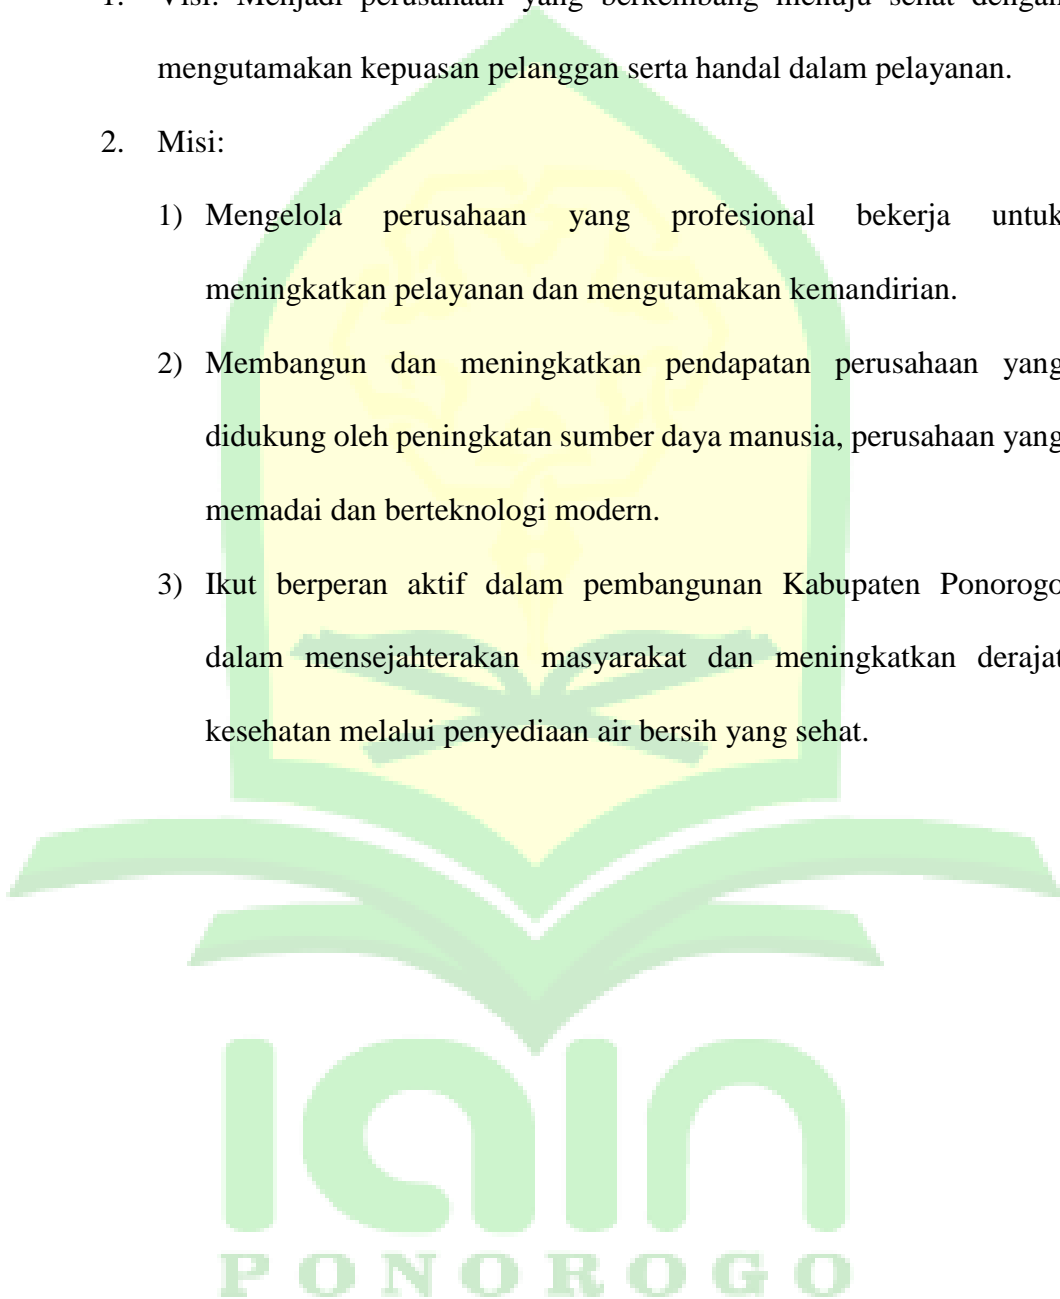 1. Visi: Menjadi perusahaan yang berkembang menuju sehat dengan
mengutamakan kepuasan pelanggan serta handal dalam pelayanan.
2. Misi:
1) Mengelola perusahaan yang profesional bekerja untuk
meningkatkan pelayanan dan mengutamakan kemandirian.
2) Membangun dan meningkatkan pendapatan perusahaan yang
didukung oleh peningkatan sumber daya manusia, perusahaan yang
memadai dan berteknologi modern.
3) Ikut berperan aktif dalam pembangunan Kabupaten Ponorogo
dalam mensejahterakan masyarakat dan meningkatkan derajat
kesehatan melalui penyediaan air bersih yang sehat.
iain
PONOROGO